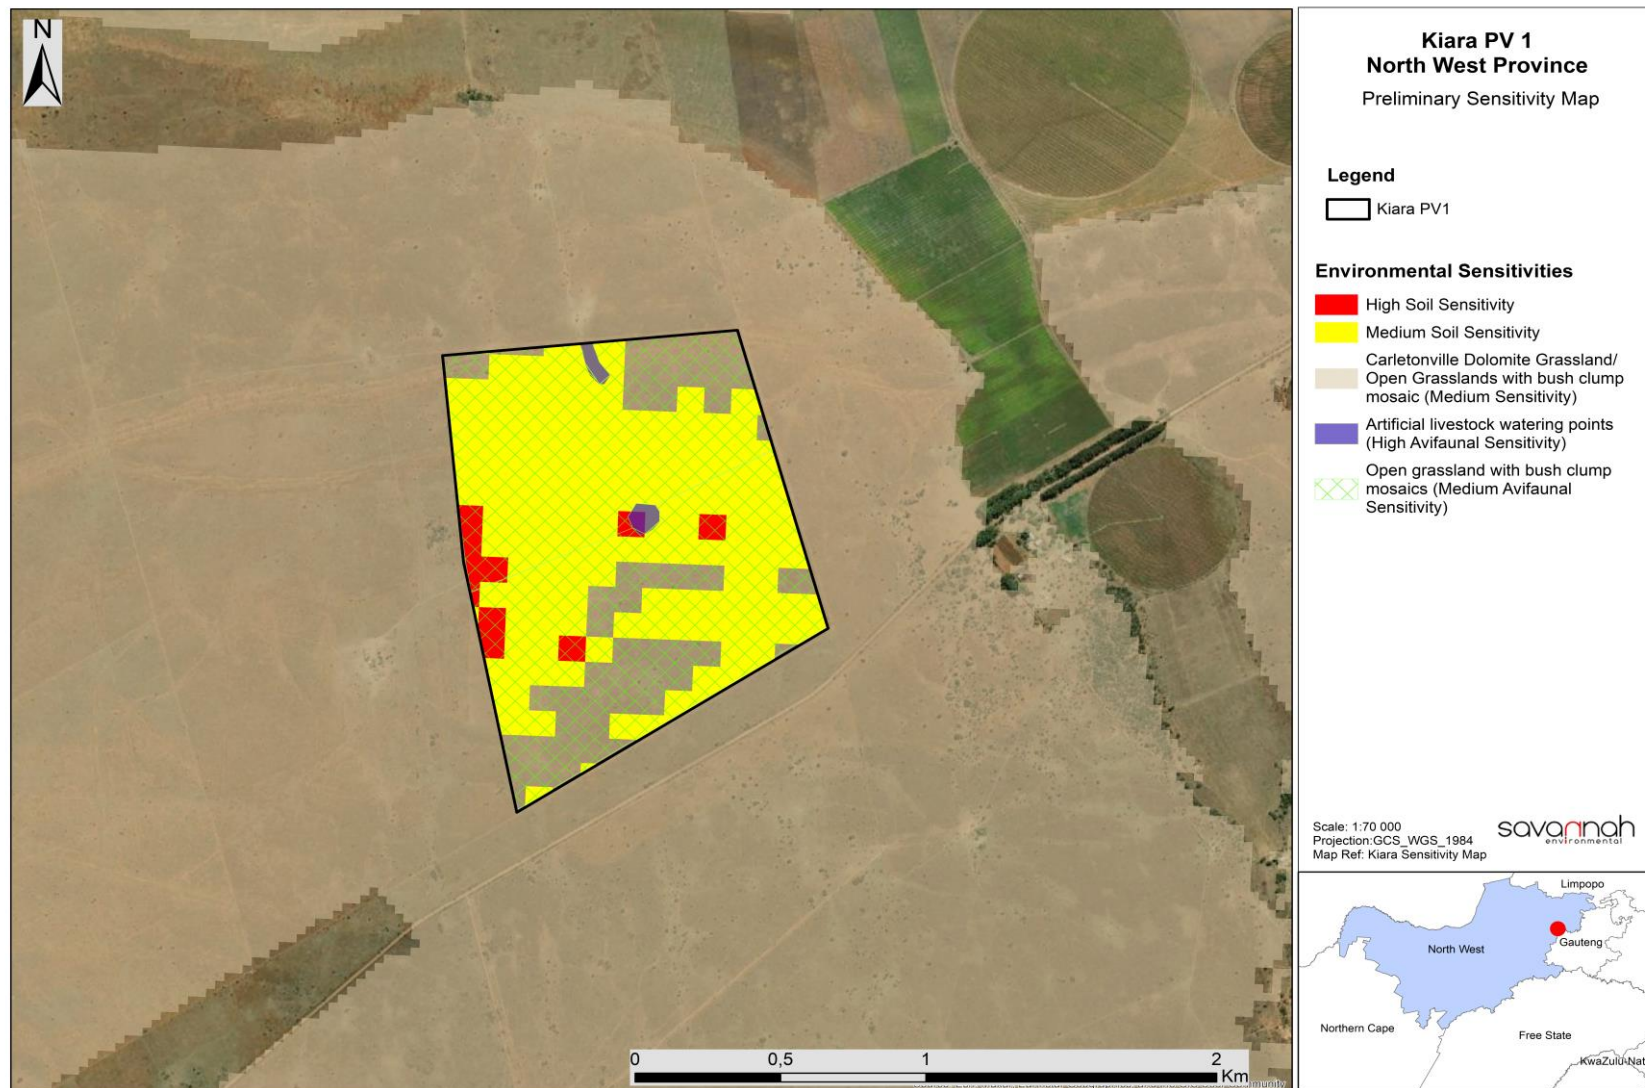 N
Kiara PV 1
North West Province
Preliminary Sensitivity Map
Legend
Kiara PV1
Environmental Sensitivities
High Soil Sensitivity
Medium Soil Sensitivity
Carletonville Dolomite Grassland/
Open Grasslands with bush clump
mosaic (Medium Sensitivity)
Artificial livestock watering points
(High Avifaunal Sensitivity)
Open grassland with bush clump
mosaics (Medium Avifaunal
Sensitivity)
Scale: 1:70 000
Projection:GCS_WGS_1984
Map Ref: Kiara Sensitivity Map
savannah
environmental
Limpopo
North West
Gauteng
Northern Cape
Free State
KwaZulu-Nat
0 0,5 1 2
Km